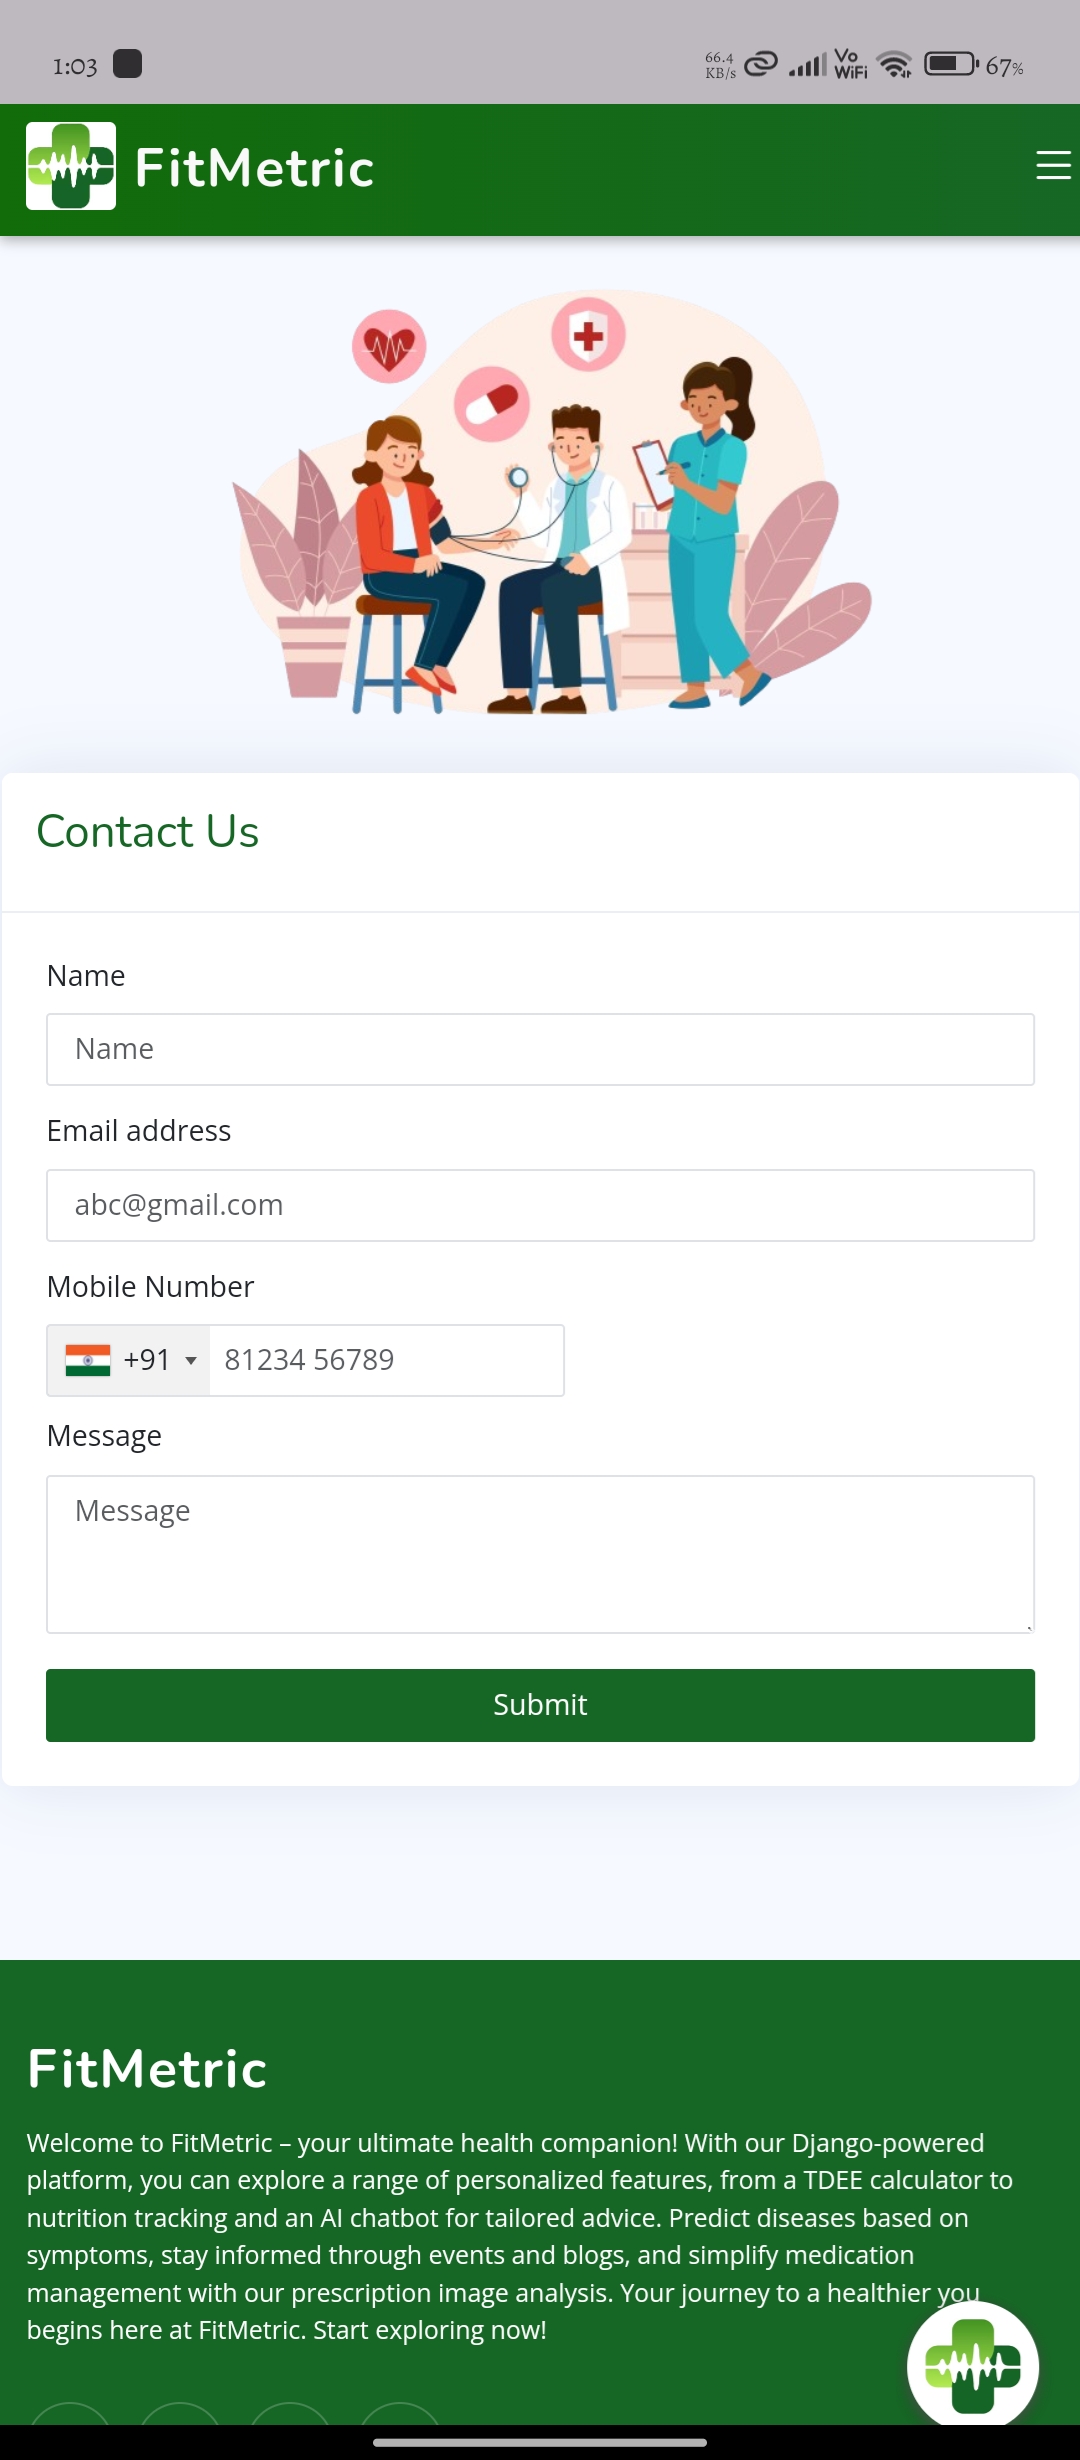 1:03
66.4
KB/s
Vo
WiFi
67%
FitMetric
Contact Us
Name
Name
Email address
abc@gmail.com
Mobile Number
+91
81234 56789
Message
Message
Submit
FitMetric
Welcome to FitMetric – your ultimate health companion! With our Django-powered
platform, you can explore a range of personalized features, from a TDEE calculator to
nutrition tracking and an AI chatbot for tailored advice. Predict diseases based on
symptoms, stay informed through events and blogs, and simplify medication
management with our prescription image analysis. Your journey to a healthier you
begins here at FitMetric. Start exploring now!